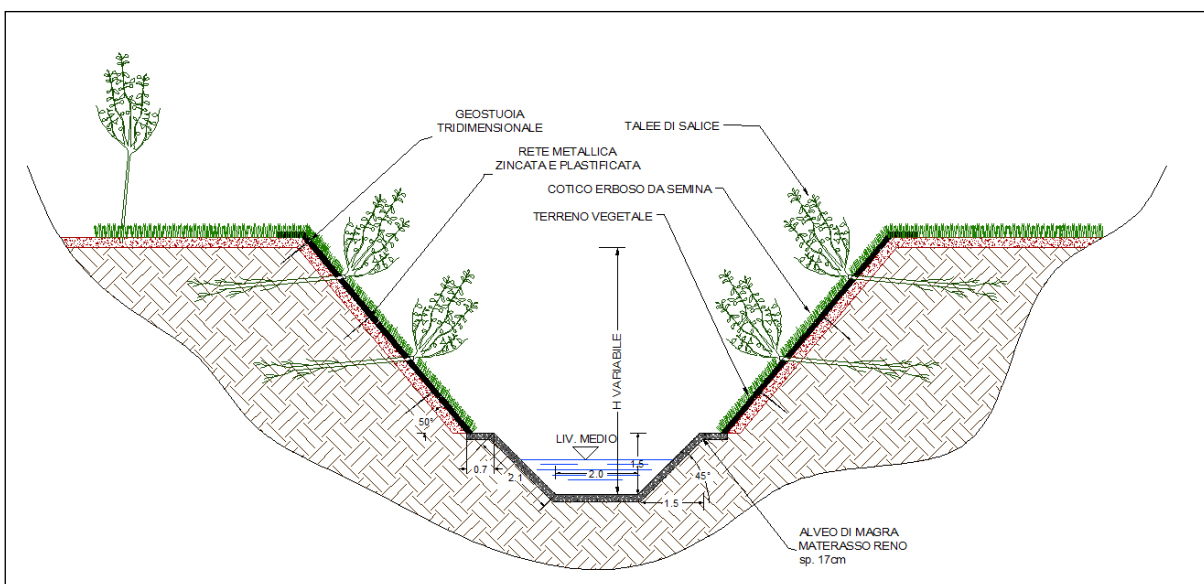 GEOSTUOIA
TRIDIMENSIONALE
RETE METALLICA
ZINCATA E PLASTIFICATA
TALEE DI SALICE
COTICO ERBOSO DA SEMINA
TERRENO VEGETALE
H VARIABILE
50°
LIV. MEDIO
1.5
0.7
2.1
2.0
45°
1.5
ALVEO DI MAGRA
MATERASSO RENO
sp. 17cm